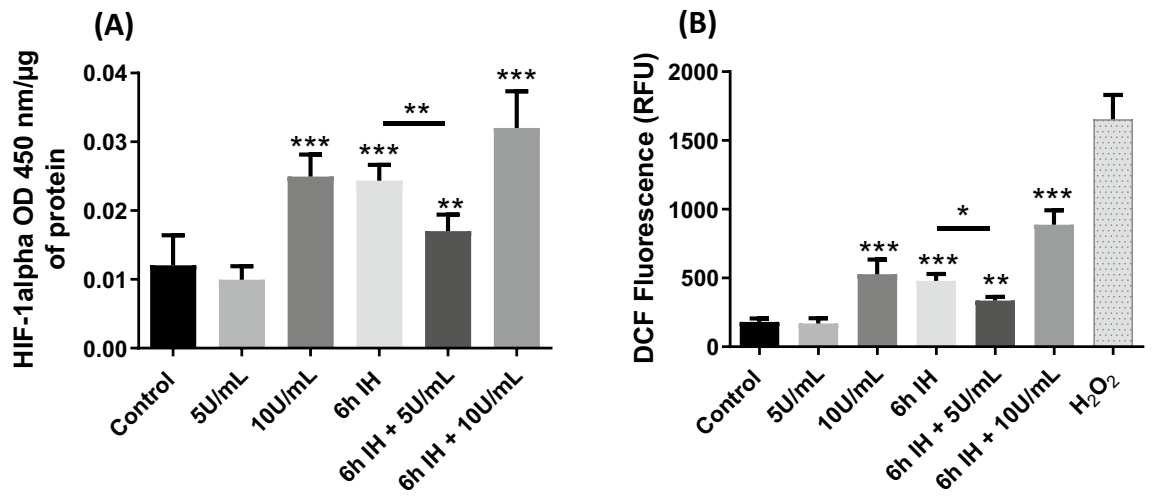 (A)
HIF-1alpha OD 450 nm/µg
of protein
0.04
0.03
0.02
0.01
0.00
***
***
**
**
***
Control
5U/mL
10U/mL
6h IH
6h IH + 5U/mL
6h IH + 10U/mL
(B)
DCF Fluorescence (RFU)
2000
1500
1000
500
0
***
***
*
**
***
Control
5U/mL
10U/mL
6h IH
6h IH + 5U/mL
6h IH + 10U/mL
H₂O₂